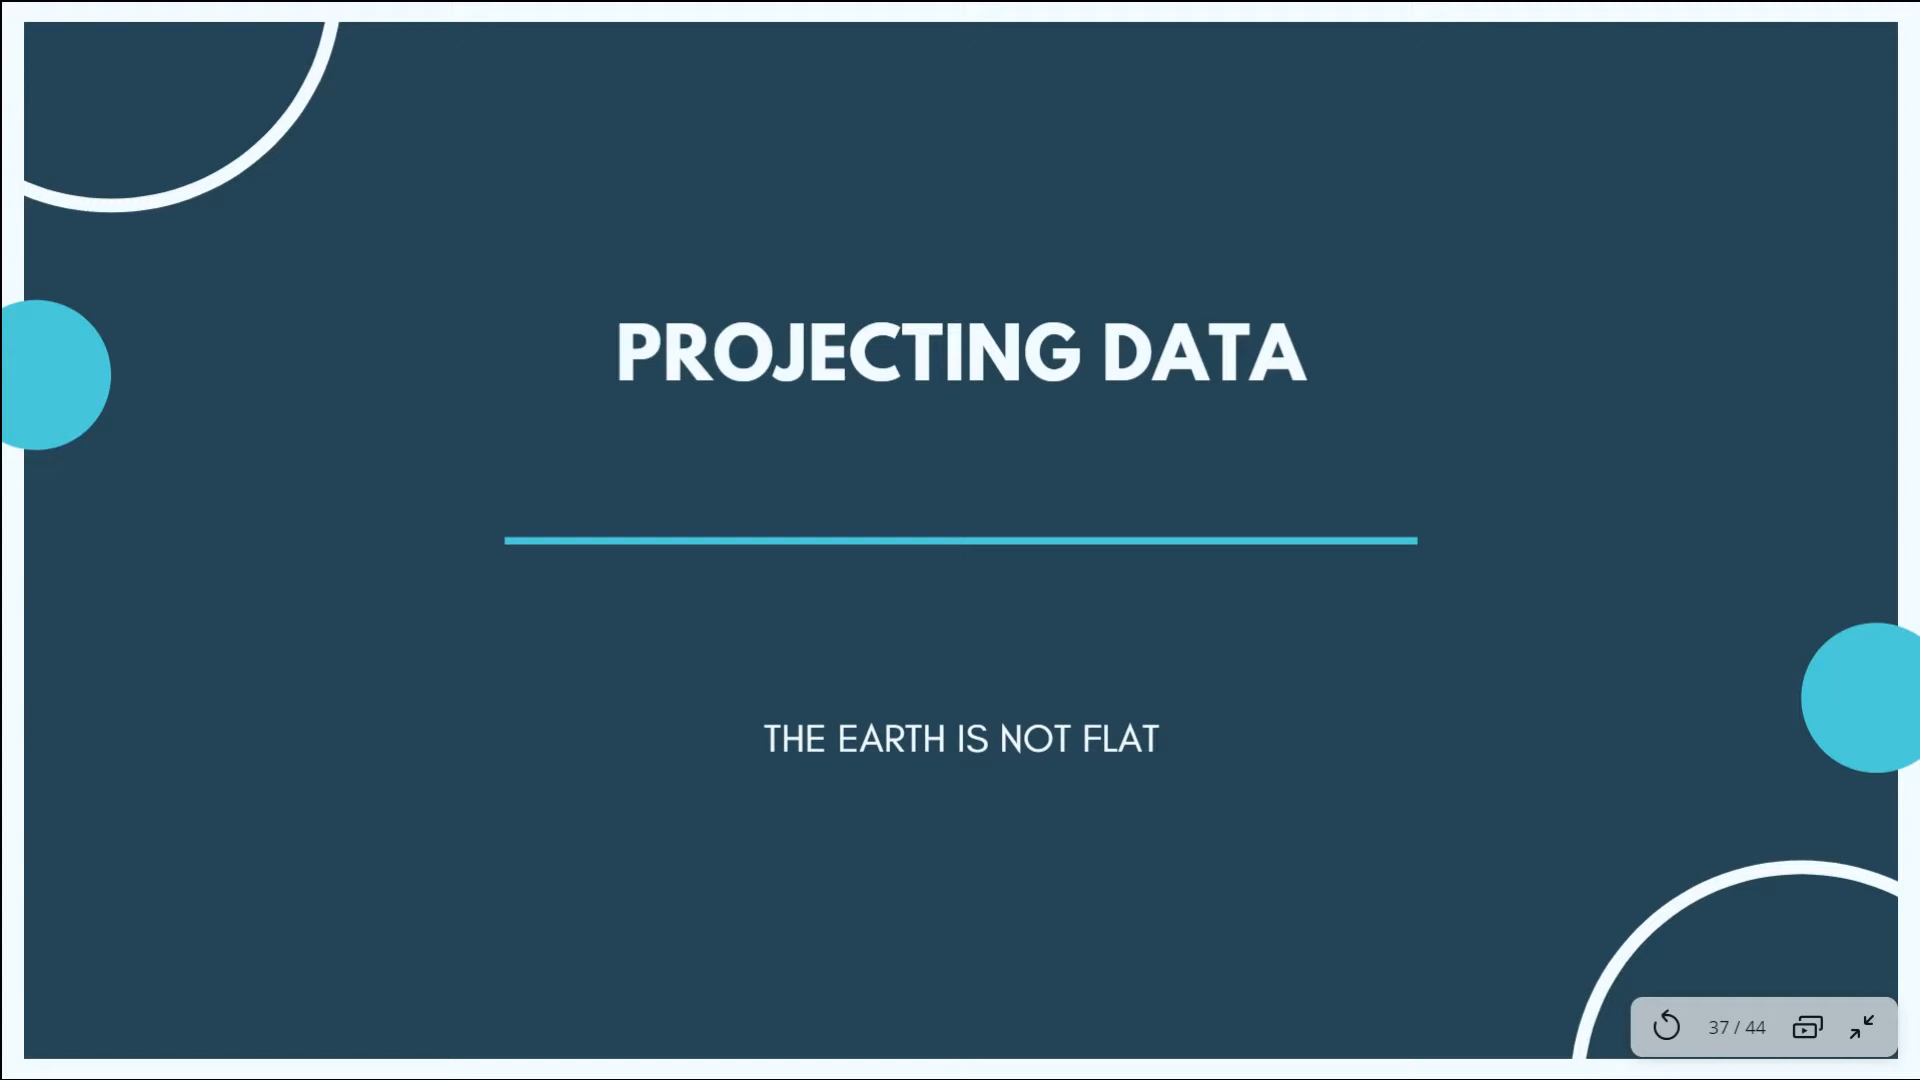 PROJECTING DATA
THE EARTH IS NOT FLAT
37 / 44